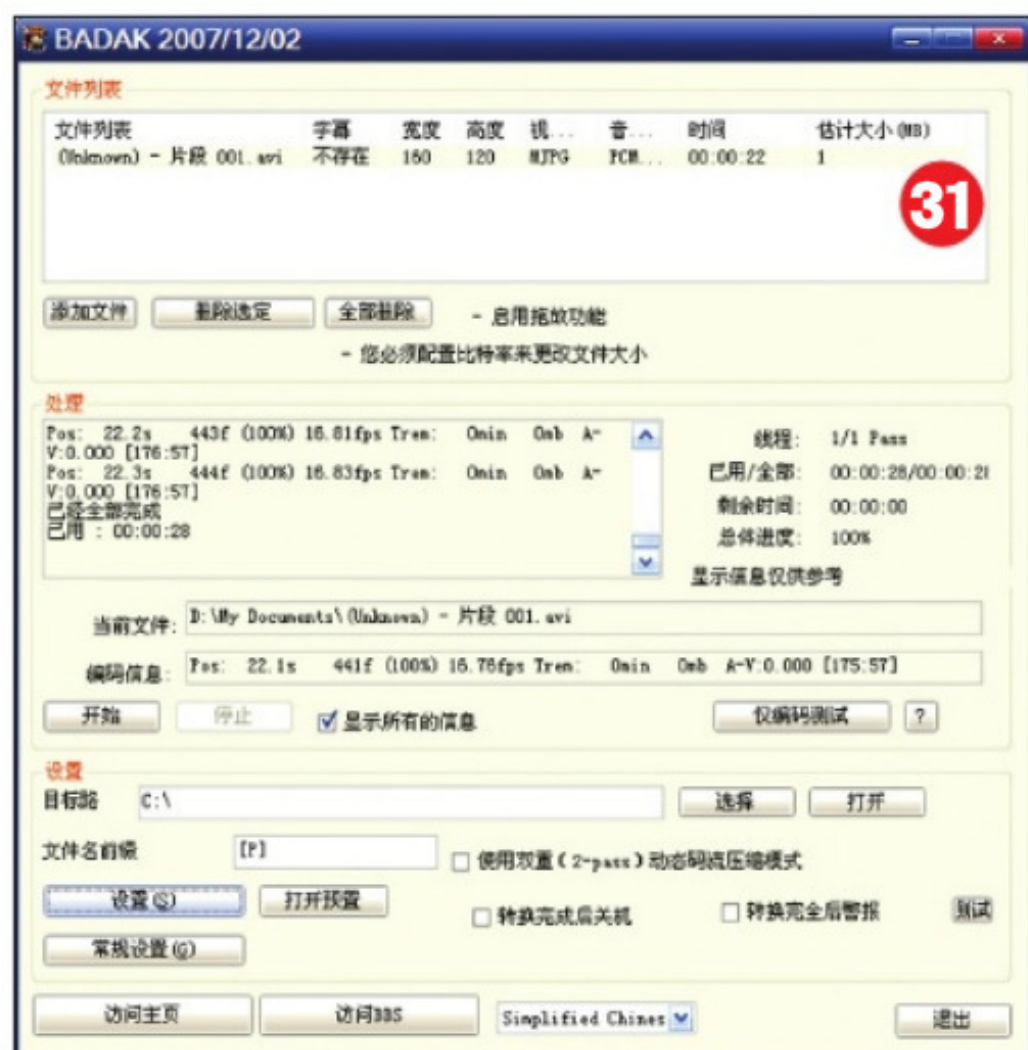 BADAK 2007/12/02
文件列表
文件列表 字幕 宽度 高度 视... 音... 时间 估计大小(MB)
(Unknown) - 片段 001.avi 不存在 160 120 MJPG PCM... 00:00:22 1
31
添加文件 删除选定 全部删除 - 启用拖放功能
- 您必须配置比特率来更改文件大小
处理
Pos: 22.2s 443f (100%) 16.81fps Trem: 0min 0mb A-
V:0.000 [176:57]
Pos: 22.3s 444f (100%) 16.83fps Trem: 0min 0mb A-
V:0.000 [176:57]
已经全部完成
已用 : 00:00:28
线程: 1/1 Pass
已用/全部: 00:00:28/00:00:28
剩余时间: 00:00:00
总体进度: 100%
显示信息仅供参考
当前文件: D:\My Documents\(Unknown) - 片段 001.avi
编码信息: Pos: 22.1s 441f (100%) 16.76fps Trem: 0min 0mb A-V:0.000 [175:57]
开始 停止 显示所有的信息 仅编码测试 ?
设置
目标路 C:\ 选择 打开
文件名前缀 [P] 使用双重(2-pass)动态码流压缩模式
设置(S) 打开预置 转换完成后关机 转换完全后警报 测试
常规设置(G)
访问主页 访问BBS Simplified Chines 退出